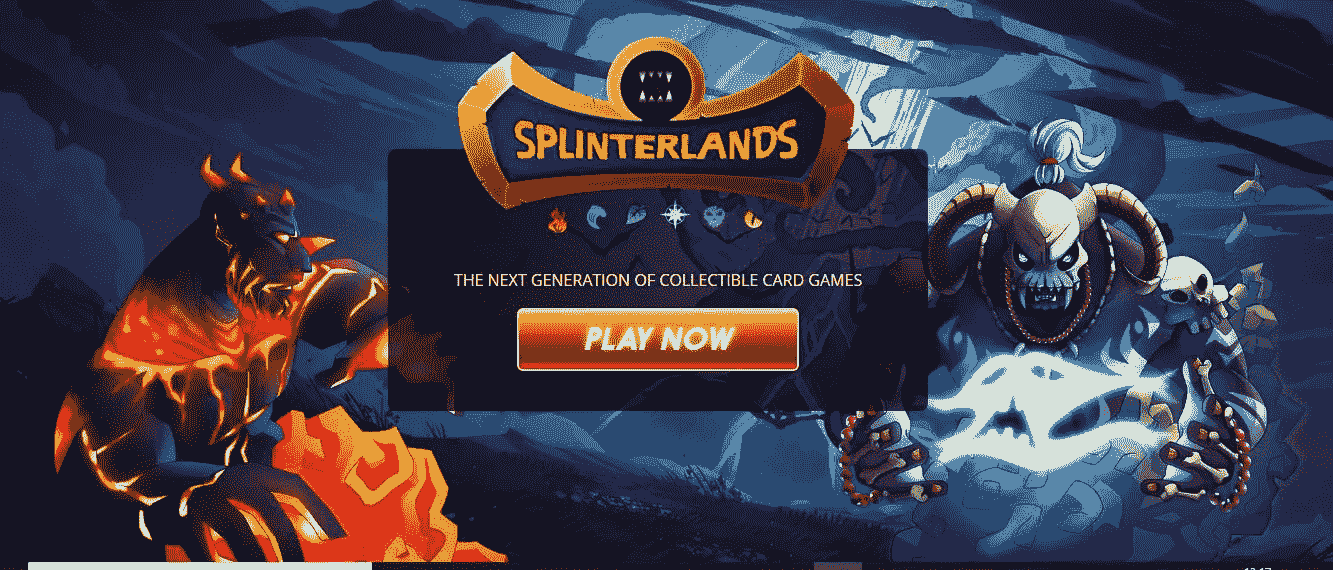 SPLINTERLANDS
THE NEXT GENERATION OF COLLECTIBLE CARD GAMES
PLAY NOW